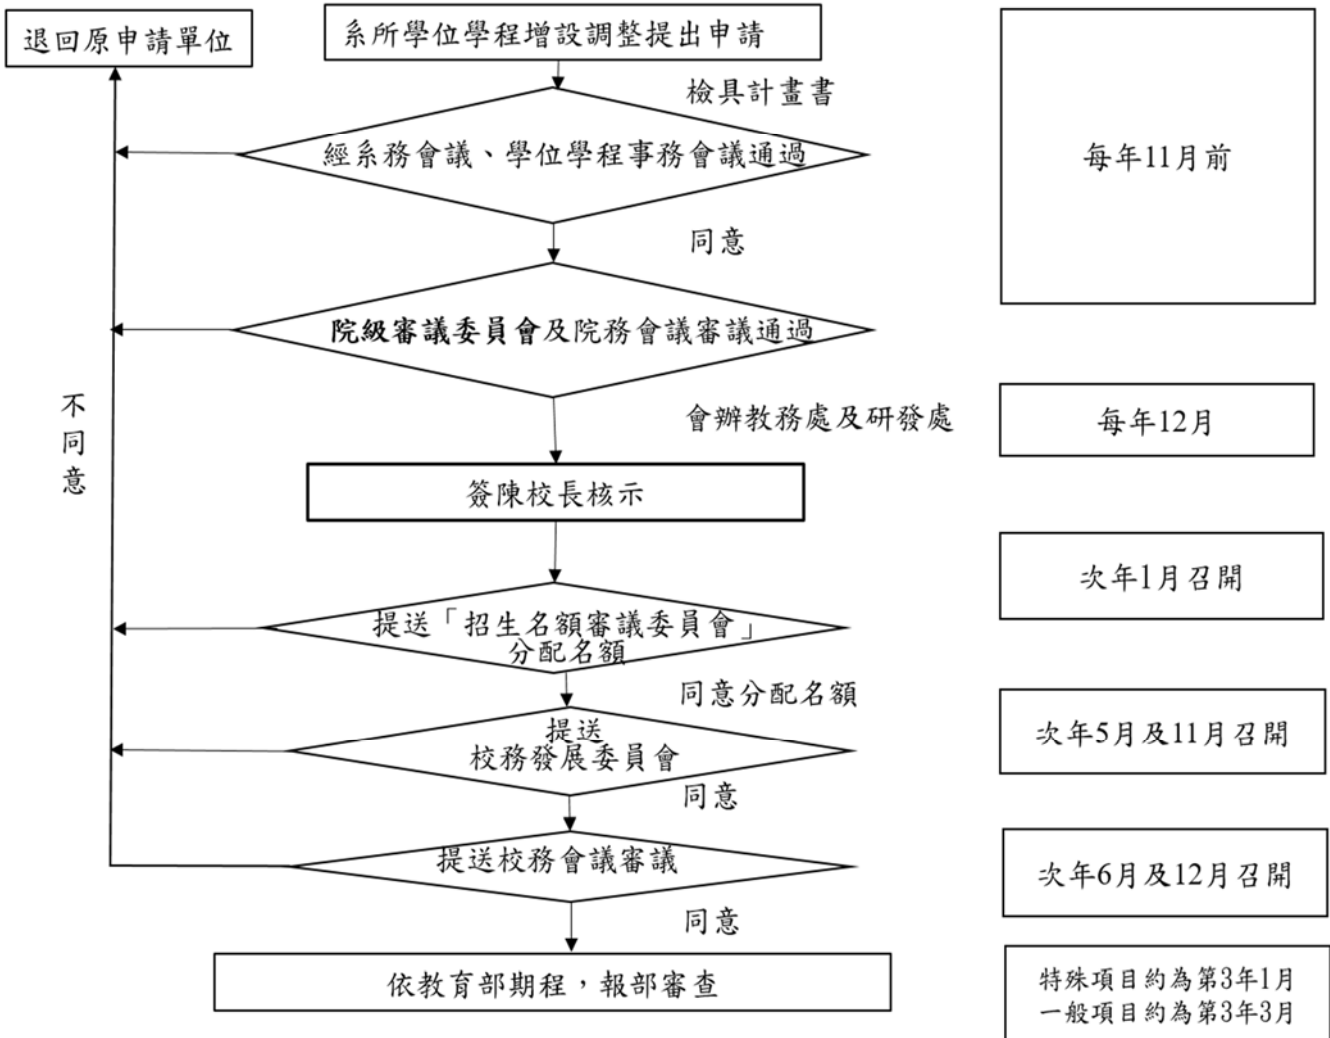 退回原申請單位
系所學位學程增設調整提出申請
檢具計畫書
經系務會議、學位學程事務會議通過
每年11月前
同意
院級審議委員會及院務會議審議通過
不同意
會辦教務處及研發處
每年12月
簽陳校長核示
次年1月召開
提送「招生名額審議委員會」
分配名額
同意分配名額
提送
校務發展委員會
次年5月及11月召開
同意
提送校務會議審議
次年6月及12月召開
同意
依教育部期程，報部審查
特殊項目約為第3年1月
一般項目約為第3年3月